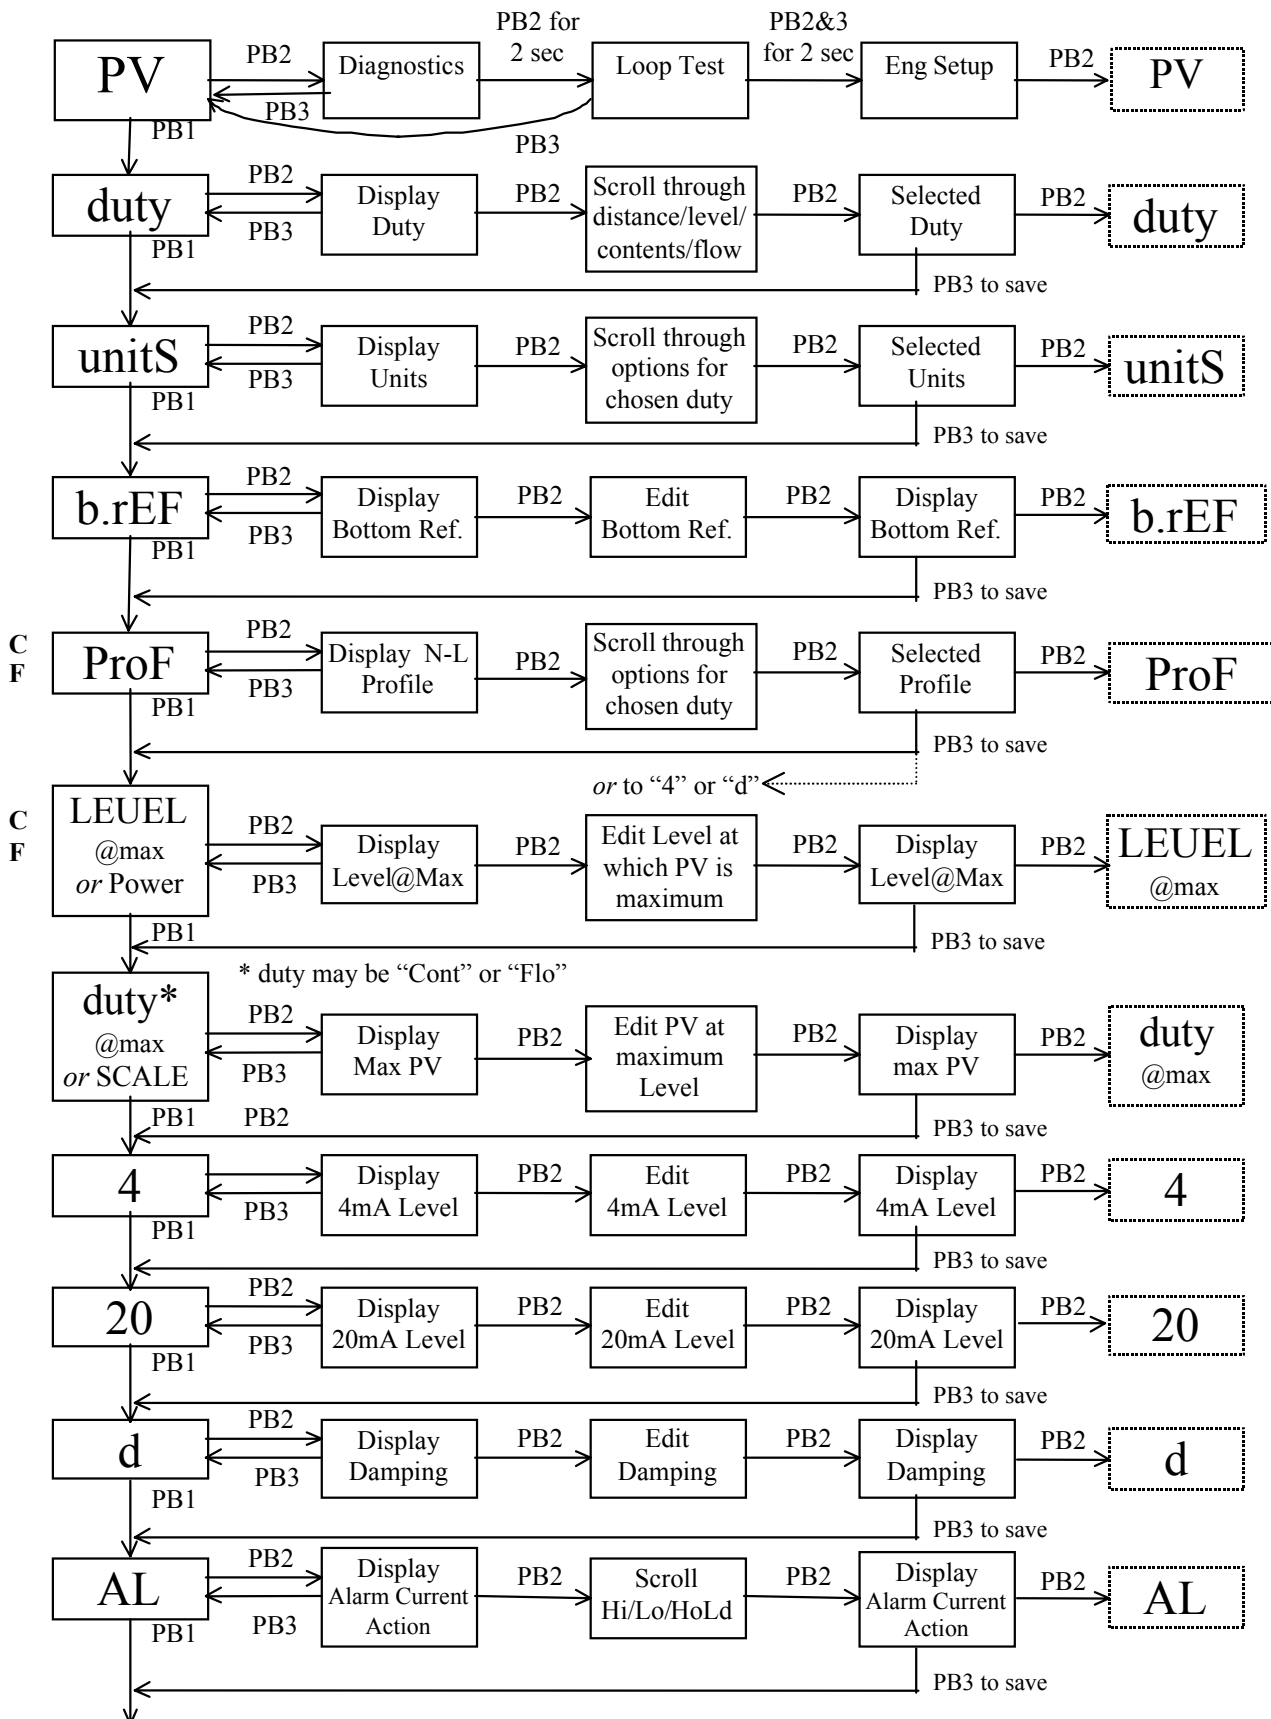 PB2 for
2 sec
PB2&3
for 2 sec
PV
PB2
PB3
Diagnostics
Loop Test
Eng Setup
PB2
PV
PB1
PB3
duty
PB2
PB3
Display
Duty
PB2
Scroll through
distance/level/
contents/flow
PB2
Selected
Duty
PB2
duty
PB1
PB3 to save
unitS
PB2
PB3
Display
Units
PB2
Scroll through
options for
chosen duty
PB2
Selected
Units
PB2
unitS
PB1
PB3 to save
b.rEF
PB2
PB3
Display
Bottom Ref.
PB2
Edit
Bottom Ref.
PB2
Display
Bottom Ref.
PB2
b.rEF
PB1
PB3 to save
C
F
ProF
PB2
PB3
Display N-L
Profile
PB2
Scroll through
options for
chosen duty
PB2
Selected
Profile
PB2
ProF
PB1
PB3 to save
or to “4” or “d”
C
F
LEUEL
@max
or Power
PB2
PB3
Display
Level@Max
PB2
Edit Level at
which PV is
maximum
PB2
Display
Level@Max
PB2
LEUEL
@max
PB1
PB3 to save
* duty may be “Cont” or “Flo”
duty*
@max
or SCALE
PB2
PB3
Display
Max PV
PB2
Edit PV at
maximum
Level
PB2
Display
max PV
PB2
duty
@max
PB1
PB2
PB3 to save
4
PB3
Display
4mA Level
PB2
Edit
4mA Level
PB2
Display
4mA Level
PB2
4
PB1
PB3 to save
20
PB2
PB3
Display
20mA Level
PB2
Edit
20mA Level
PB2
Display
20mA Level
PB2
20
PB1
PB3 to save
d
PB2
PB3
Display
Damping
PB2
Edit
Damping
PB2
Display
Damping
PB2
d
PB1
PB3 to save
AL
PB2
PB3
Display
Alarm Current
Action
PB2
Scroll
Hi/Lo/HoLd
PB2
Display
Alarm Current
Action
PB2
AL
PB1
PB3 to save